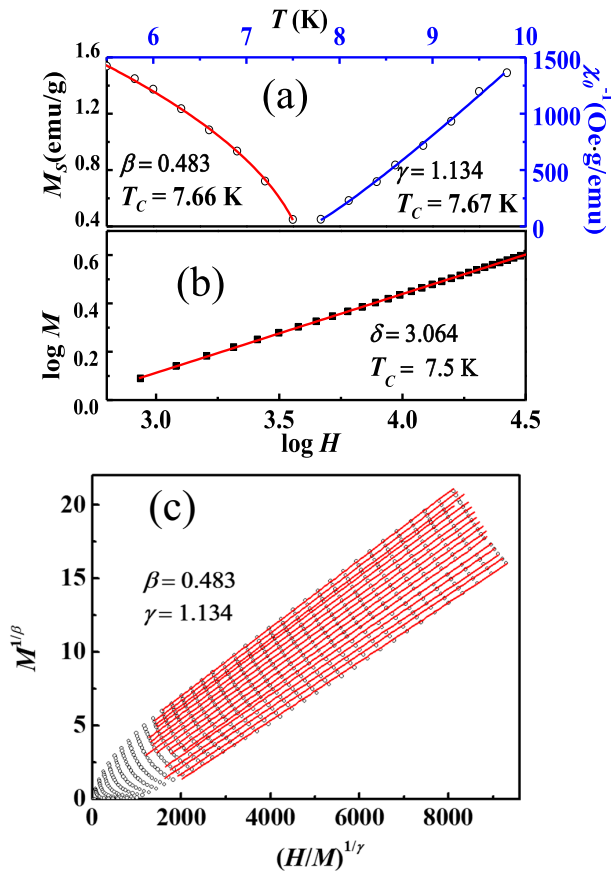 T (K)
6 7 8 9 10
1.6
1.2
0.8
0.4
M_S(emu/g)
(a)
β = 0.483
T_C = 7.66 K
γ = 1.134
T_C = 7.67 K
1500
1000
500
0
χ_0^-1(Oe·g/emu)
0.6
0.4
0.2
0.0
log M
(b)
δ = 3.064
T_C = 7.5 K
3.0 3.5 4.0 4.5
log H
20
15
10
5
0
M^1/β
(c)
β = 0.483
γ = 1.134
0 2000 4000 6000 8000
(H/M)^1/γ